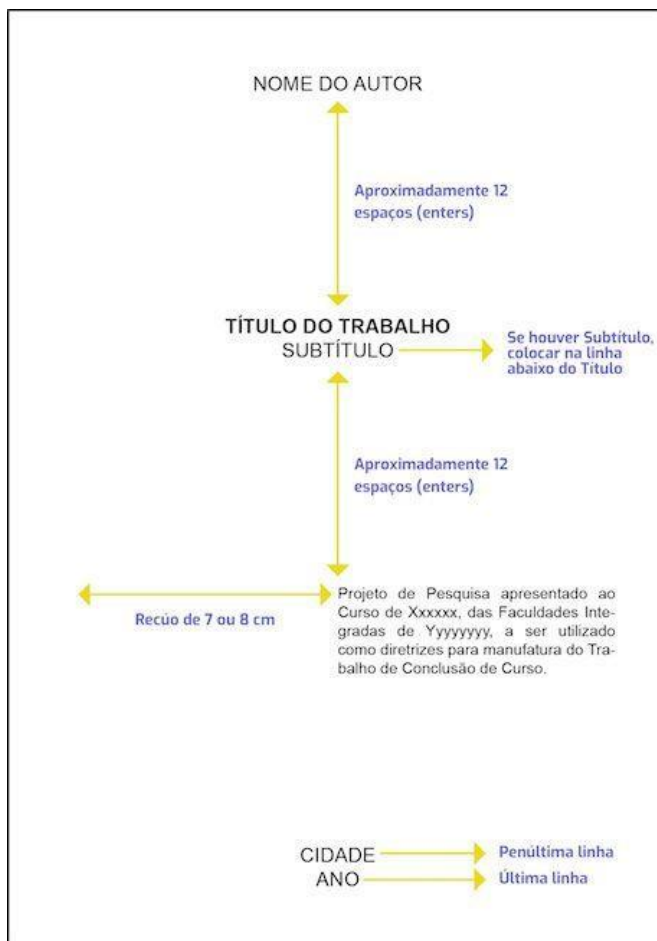 NOME DO AUTOR
Aproximadamente 12
espaços (enters)
TÍTULO DO TRABALHO
SUBTÍTULO
Se houver Subtítulo,
colocar na linha
abaixo do Título
Aproximadamente 12
espaços (enters)
Recúo de 7 ou 8 cm
Projeto de Pesquisa apresentado ao
Curso de Xxxxxx, das Faculdades Inte-
gradas de Yyyyyyyy, a ser utilizado
como diretrizes para manufatura do Tra-
balho de Conclusão de Curso.
CIDADE
Penúltima linha
ANO
Última linha